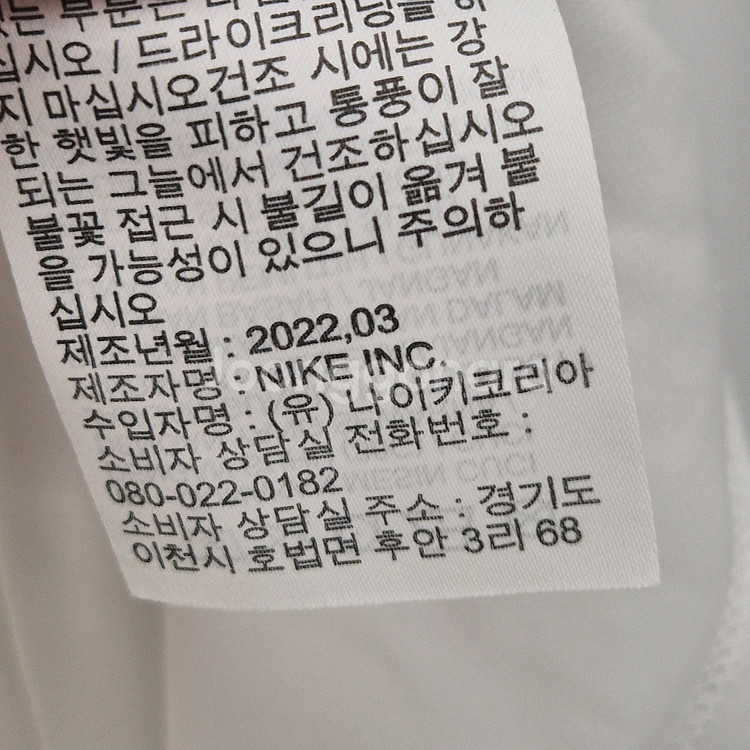 부분은
십시오 / 드라이크리닝을 하
지 마십시오건조 시에는 강
한 햇빛을 피하고 통풍이 잘
되는 그늘에서 건조하십시오
불꽃 접근 시 불길이 옮겨 붙
을 가능성이 있으니 주의하
십시오
제조년월 : 2022,03
제조자명 : NIKE.INC.
수입자명 : (유) 나이키코리아
소비자 상담실 전화번호 :
080-022-0182
소비자 상담실 주소 : 경기도
이천시 호법면 후안 3리 68